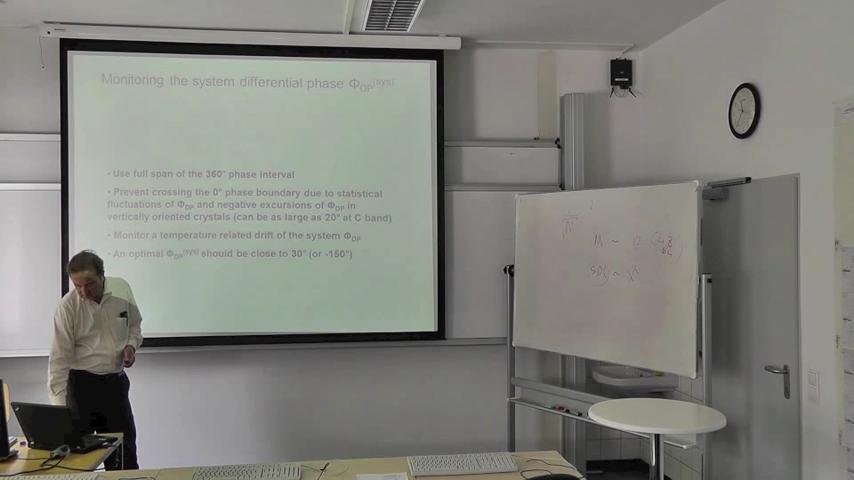 Monitoring the system differential phase Φ_DP^(sys)
• Use full span of the 360° phase interval
• Prevent crossing the 0° phase boundary due to statistical
fluctuations of Φ_DP and negative excursions of Φ_DP in
vertically oriented crystals (can be as large as 20° at C band)
• Monitor a temperature related drift of the system Φ_DP
• An optimal Φ_DP^(sys) should be close to 30° (or -150°)
M ~